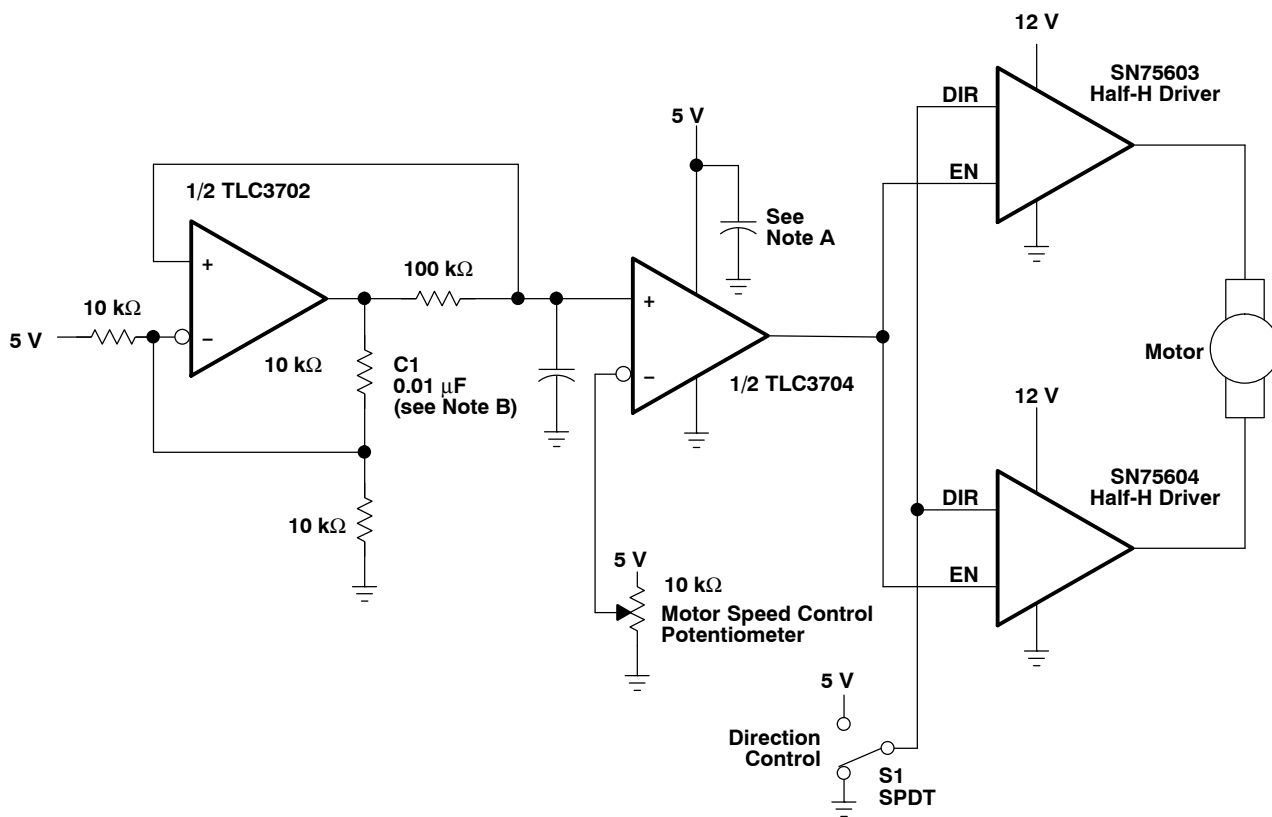 12 V
SN75603
Half-H Driver
DIR
5 V
EN
1/2 TLC3702
See
Note A
+
100 kΩ
10 kΩ
+
5 V
−
10 kΩ
C1
0.01 μF
(see Note B)
−
1/2 TLC3704
Motor
12 V
SN75604
Half-H Driver
DIR
10 kΩ
5 V
10 kΩ
Motor Speed Control
Potentiometer
EN
5 V
Direction
Control
S1
SPDT